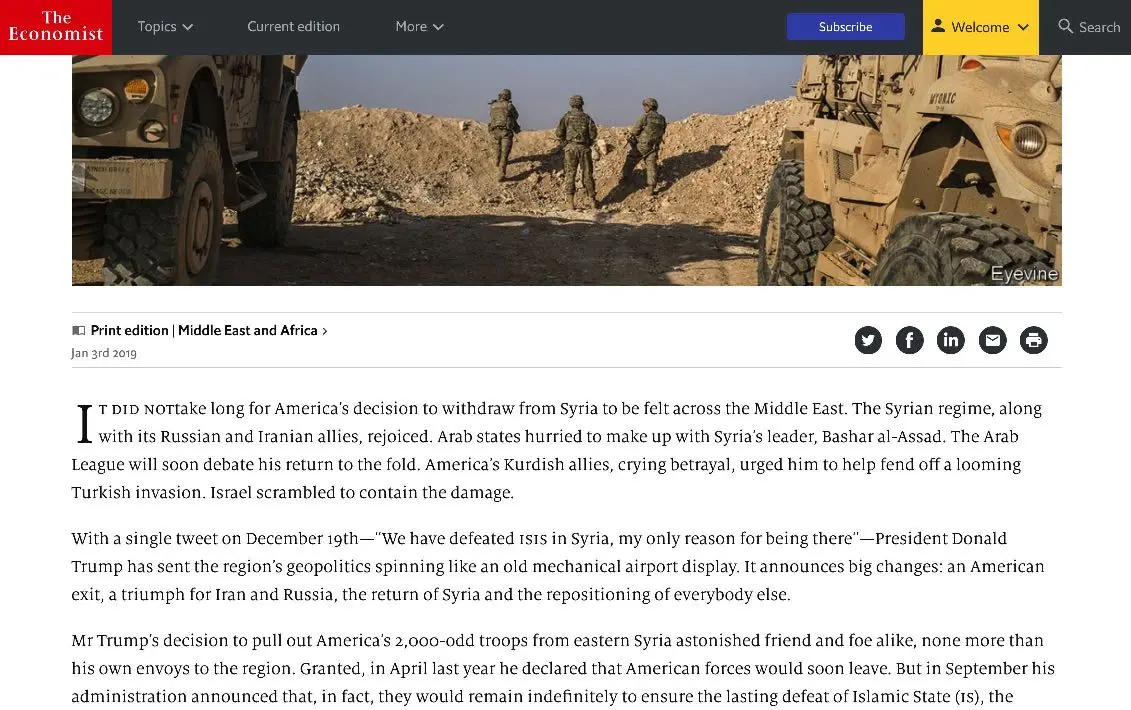 The
Economist
Topics
Current edition
More
Subscribe
Welcome
Search
Eyevine
Print edition | Middle East and Africa ›
Jan 3rd 2019
IT DID NOTtake long for America's decision to withdraw from Syria to be felt across the Middle East. The Syrian regime, along
with its Russian and Iranian allies, rejoiced. Arab states hurried to make up with Syria's leader, Bashar al-Assad. The Arab
League will soon debate his return to the fold. America's Kurdish allies, crying betrayal, urged him to help fend off a looming
Turkish invasion. Israel scrambled to contain the damage.
With a single tweet on December 19th—"We have defeated ISIS in Syria, my only reason for being there"—President Donald
Trump has sent the region's geopolitics spinning like an old mechanical airport display. It announces big changes: an American
exit, a triumph for Iran and Russia, the return of Syria and the repositioning of everybody else.
Mr Trump's decision to pull out America's 2,000-odd troops from eastern Syria astonished friend and foe alike, none more than
his own envoys to the region. Granted, in April last year he declared that American forces would soon leave. But in September his
administration announced that, in fact, they would remain indefinitely to ensure the lasting defeat of Islamic State (IS), the